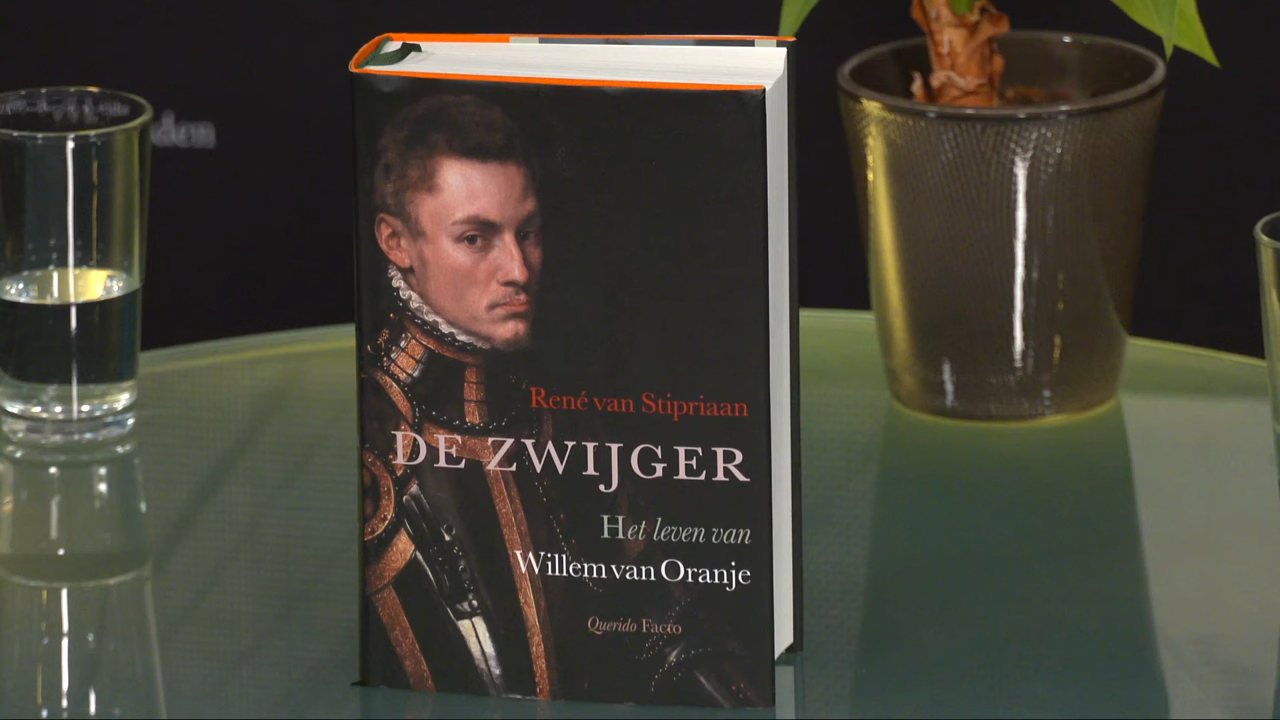 René van Stipriaan
DE ZWIJGER
Het leven van
Willem van Oranje
Querido Facto